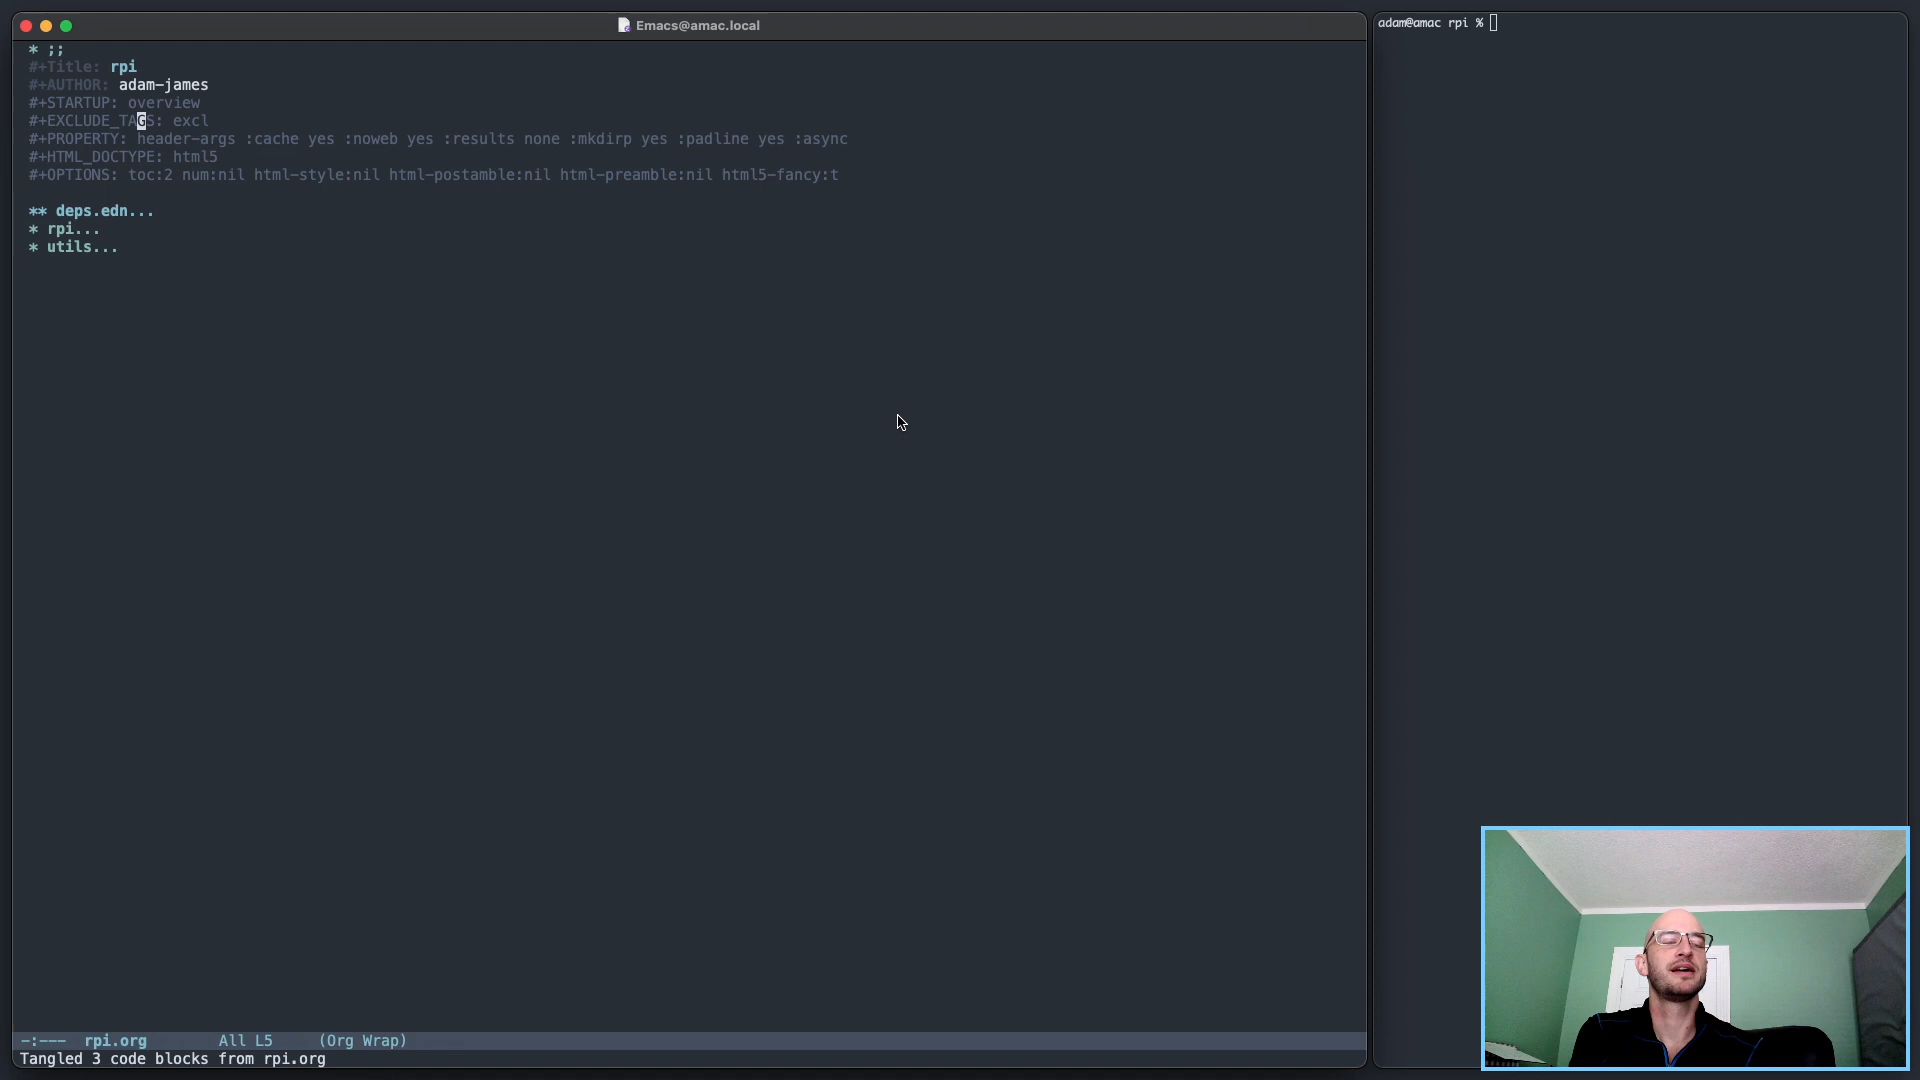 Emacs@amac.local
* ;;
#+Title: rpi
#+AUTHOR: adam-james
#+STARTUP: overview
#+EXCLUDE_TAGS: excl
#+PROPERTY: header-args :cache yes :noweb yes :results none :mkdirp yes :padline yes :async
#+HTML_DOCTYPE: html5
#+OPTIONS: toc:2 num:nil html-style:nil html-postamble:nil html-preamble:nil html5-fancy:t
** deps.edn...
* rpi...
* utils...
-:--- rpi.org All L5 (Org Wrap)
Tangled 3 code blocks from rpi.org
adam@amac rpi %